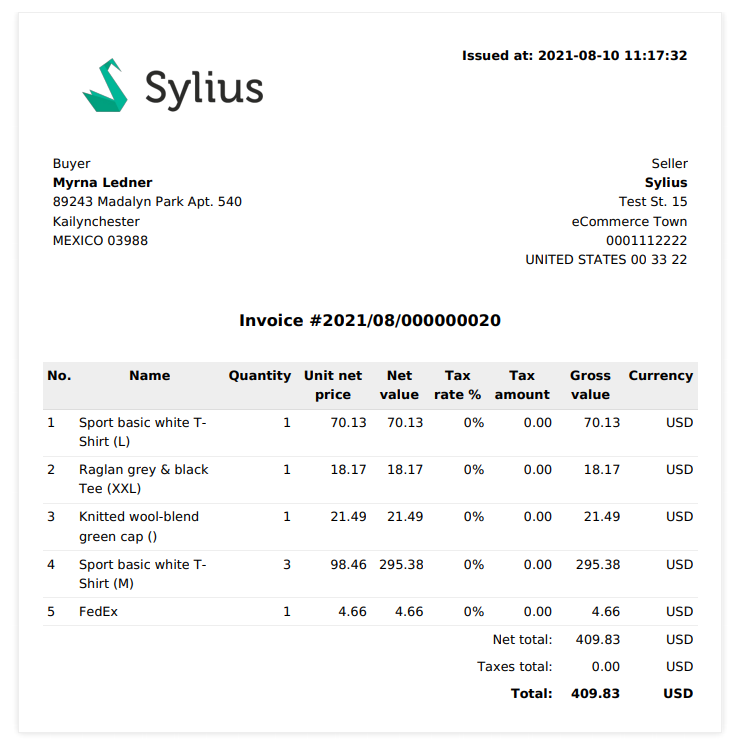 Sylius
Issued at: 2021-08-10 11:17:32
Buyer
Myrna Ledner
89243 Madalyn Park Apt. 540
Kailynchester
MEXICO 03988
Seller
Sylius
Test St. 15
eCommerce Town
0001112222
UNITED STATES 00 33 22
Invoice #2021/08/000000020
No. Name Quantity Unit net price Net value Tax rate % Tax amount Gross value Currency
1 Sport basic white T-Shirt (L) 1 70.13 70.13 0% 0.00 70.13 USD
2 Raglan grey & black Tee (XXL) 1 18.17 18.17 0% 0.00 18.17 USD
3 Knitted wool-blend green cap () 1 21.49 21.49 0% 0.00 21.49 USD
4 Sport basic white T-Shirt (M) 3 98.46 295.38 0% 0.00 295.38 USD
5 FedEx 1 4.66 4.66 0% 0.00 4.66 USD
Net total: 409.83 USD
Taxes total: 0.00 USD
Total: 409.83 USD